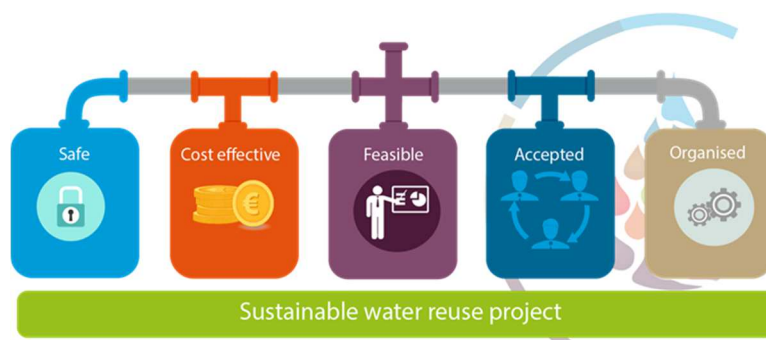 Safe
Cost effective
Feasible
Accepted
Organised
€
Sustainable water reuse project